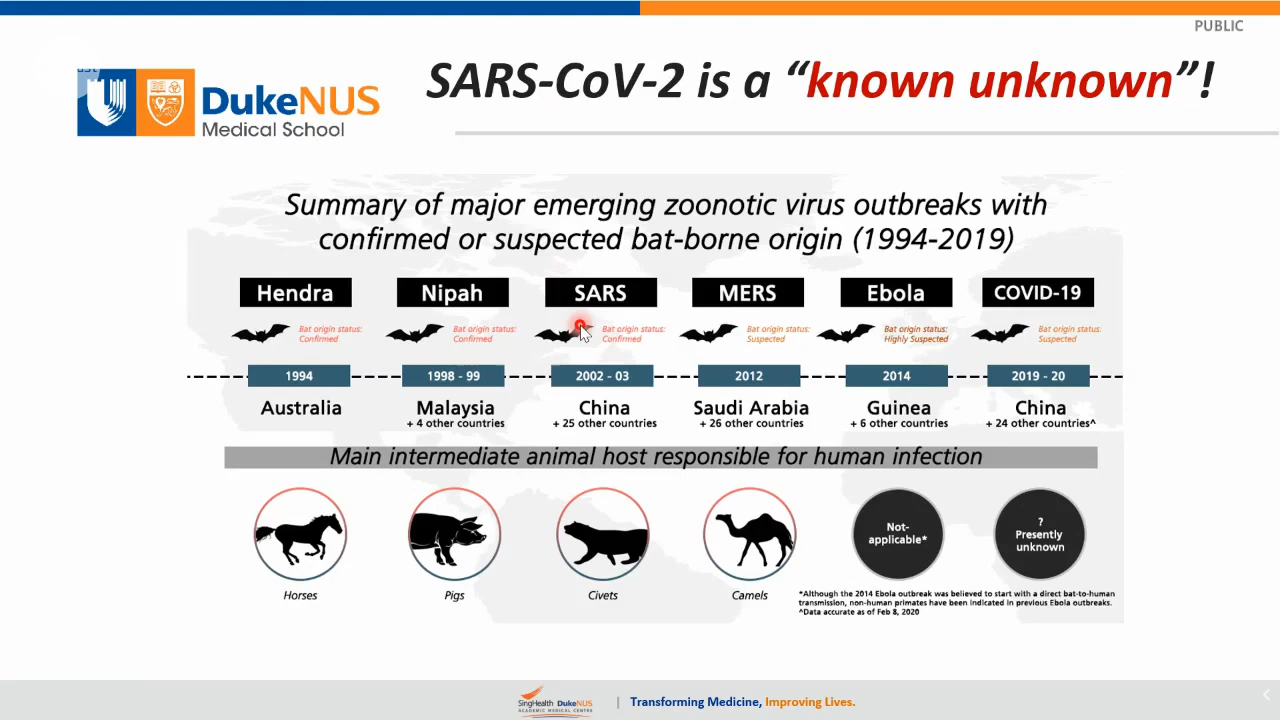 PUBLIC
SARS-CoV-2 is a “known unknown”!
DukeNUS
Medical School
Summary of major emerging zoonotic virus outbreaks with
confirmed or suspected bat-borne origin (1994-2019)
Hendra Nipah SARS MERS Ebola COVID-19
Bat origin status: Bat origin status: Bat origin status: Bat origin status: Bat origin status: Bat origin status:
Confirmed Confirmed Confirmed Suspected Highly Suspected Suspected
1994 1998 - 99 2002 - 03 2012 2014 2019 - 20
Australia Malaysia China Saudi Arabia Guinea China
+ 4 other countries + 25 other countries + 26 other countries + 6 other countries + 24 other countries^
Main intermediate animal host responsible for human infection
Not-
applicable*
?
Presently
unknown
Horses Pigs Civets Camels
*Although the 2014 Ebola outbreak was believed to start with a direct bat-to-human
transmission, non-human primates have been indicated in previous Ebola outbreaks.
^Data accurate as of Feb 8, 2020
SingHealth DukeNUS
ACADEMIC MEDICAL CENTRE
Transforming Medicine, Improving Lives.